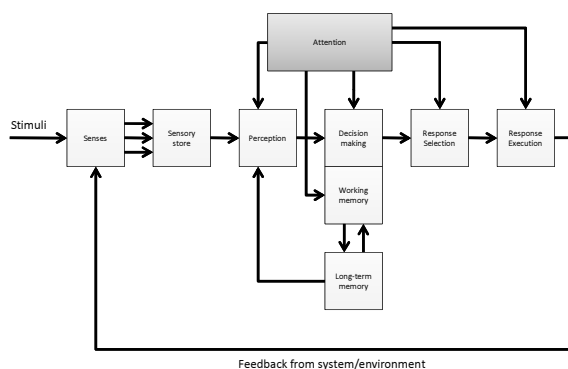 Attention
Stimuli
Senses
Sensory
store
Perception
Decision
making
Response
Selection
Response
Execution
Working
memory
Long-term
memory
Feedback from system/environment